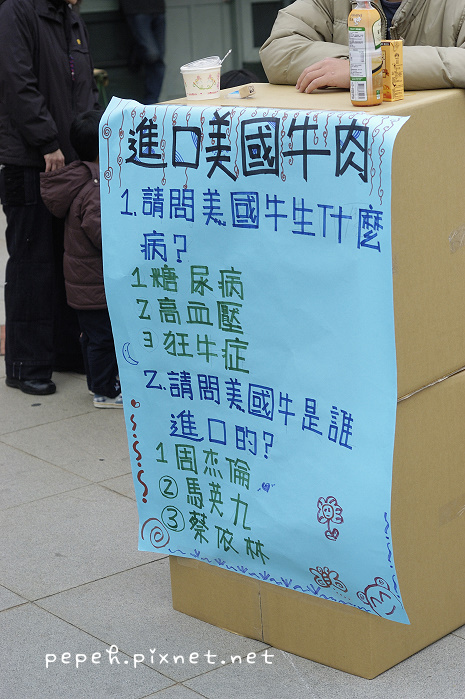 進口美國牛肉
1.請問美國牛生什麼
病?
1糖尿病
2高血壓
3狂牛症
2.請問美國牛是誰
進口的?
1周杰倫
②馬英九
③蔡依林
pepeh.pixnet.net